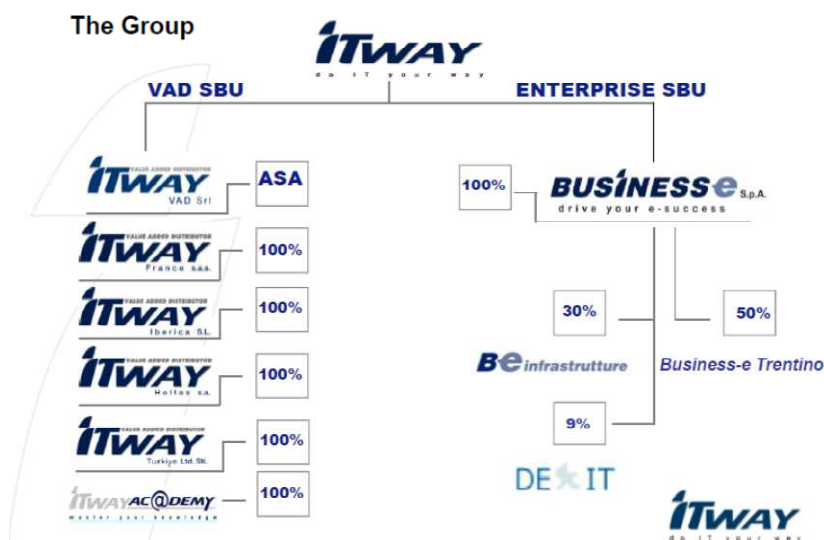 The Group
iTWAY
do IT your way
VAD SBU
ENTERPRISE SBU
VALUE ADDED DISTRIBUTOR
iTWAY
VAD Srl
ASA
100%
BUSINESS-e S.p.A.
drive your e-success
VALUE ADDED DISTRIBUTOR
iTWAY
France s.a.s.
100%
VALUE ADDED DISTRIBUTOR
iTWAY
Iberica S.L.
100%
30%
50%
VALUE ADDED DISTRIBUTOR
iTWAY
Hellas s.a.
100%
Be infrastrutture
Business-e Trentino
VALUE ADDED DISTRIBUTOR
iTWAY
Turkiye Ltd. Sti.
100%
9%
iTWAY AC@DEMY
master your knowledge
100%
DEXIT
iTWAY
do IT your way